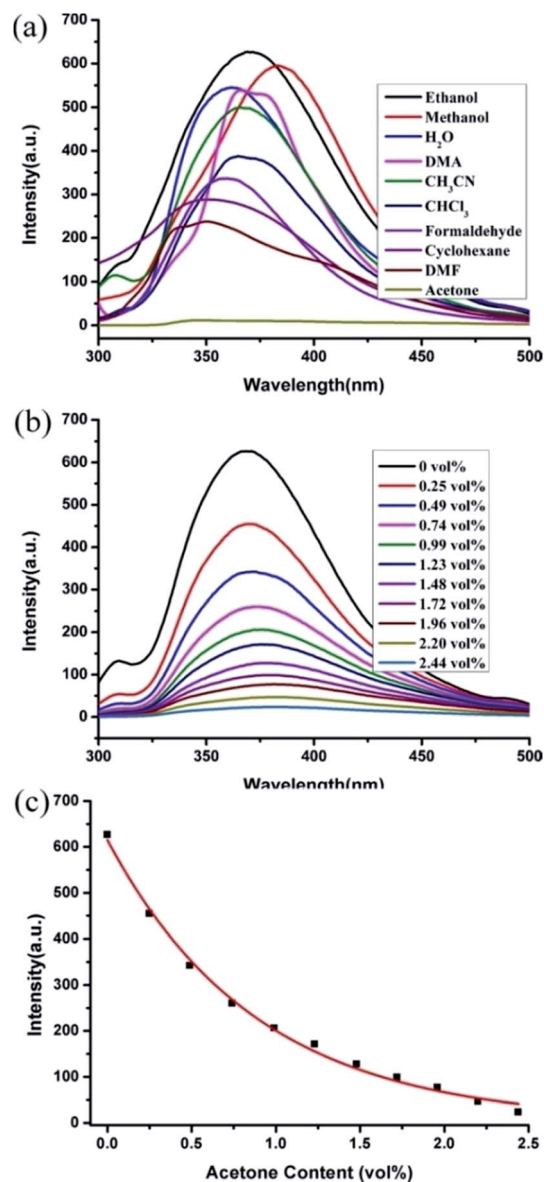 (a)
700
600
500
400
300
200
100
0
Intensity(a.u.)
Ethanol
Methanol
H₂O
DMA
CH₃CN
CHCl₃
Formaldehyde
Cyclohexane
DMF
Acetone
300 350 400 450 500
Wavelength(nm)
(b)
700
600
500
400
300
200
100
0
Intensity(a.u.)
0 vol%
0.25 vol%
0.49 vol%
0.74 vol%
0.99 vol%
1.23 vol%
1.48 vol%
1.72 vol%
1.96 vol%
2.20 vol%
2.44 vol%
300 350 400 450 500
Wavelength(nm)
(c)
700
600
500
400
300
200
100
0
Intensity(a.u.)
0.0 0.5 1.0 1.5 2.0 2.5
Acetone Content (vol%)